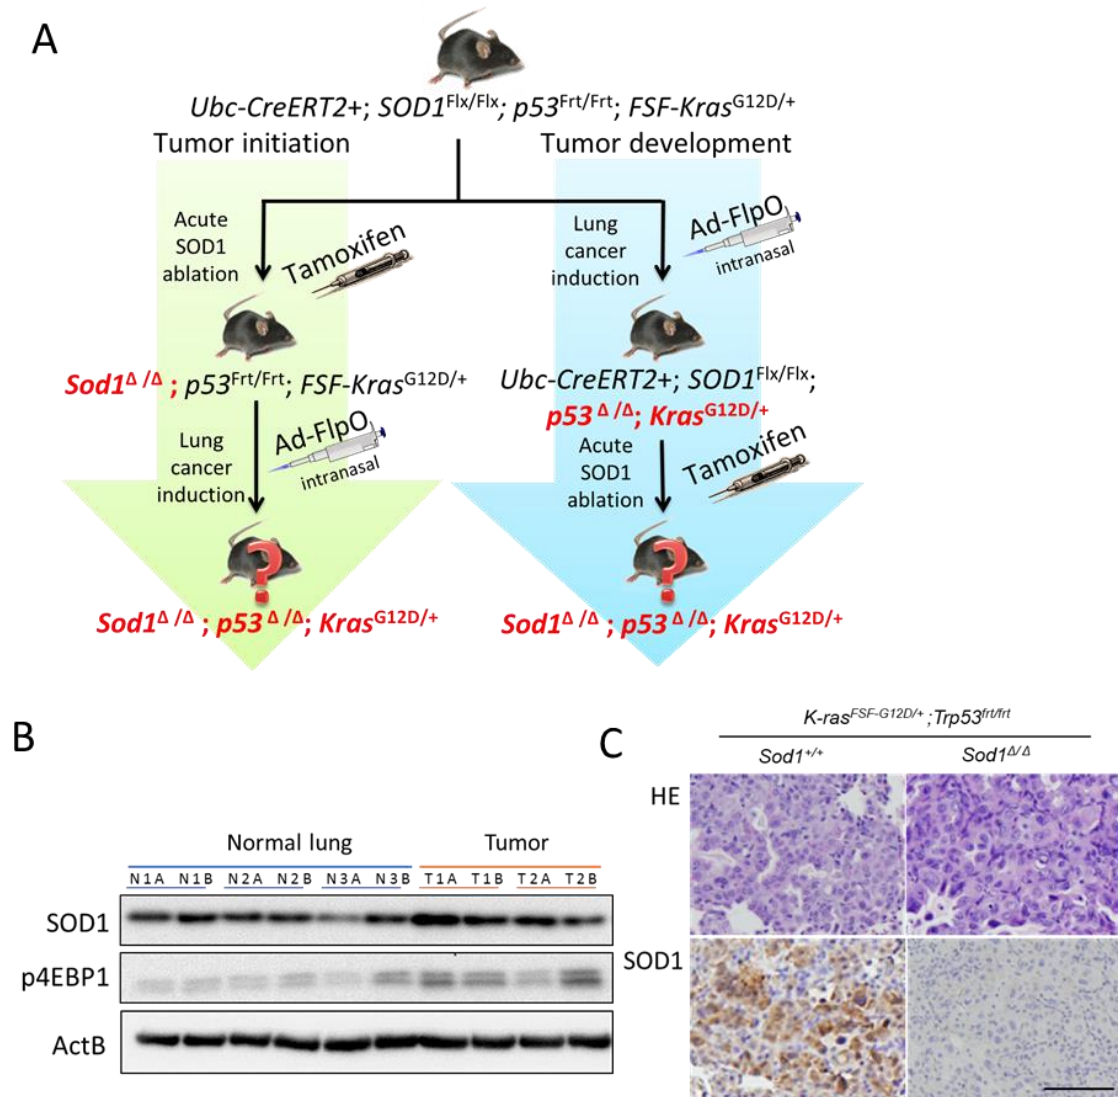 A
Ubc-CreERT2+; SOD1Flx/Flx; p53Frt/Frt; FSF-KrasG12D/+
Tumor initiation
Tumor development
Acute
SOD1
ablation
Tamoxifen
Lung
cancer
induction
Ad-FlpO
intranasal
Sod1Δ /Δ ; p53Frt/Frt; FSF-KrasG12D/+
Ubc-CreERT2+; SOD1Flx/Flx;
p53 Δ /Δ; KrasG12D/+
Lung
cancer
induction
Ad-FlpO
intranasal
Acute
SOD1
ablation
Tamoxifen
?
?
Sod1Δ /Δ ; p53 Δ /Δ; KrasG12D/+
Sod1Δ /Δ ; p53 Δ /Δ; KrasG12D/+
B
Normal lung
Tumor
N1A N1B N2A N2B N3A N3B T1A T1B T2A T2B
SOD1
p4EBP1
ActB
C
K-rasFSF-G12D/+ ;Trp53frt/frt
Sod1+/+
Sod1Δ/Δ
HE
SOD1